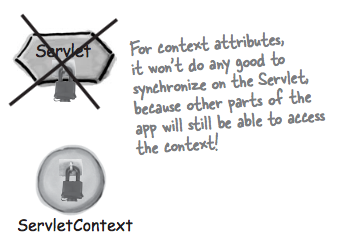 Servlet
For context attributes,
it won't do any good to
synchronize on the Servlet,
because other parts of the
app will still be able to access
the context!
ServletContext